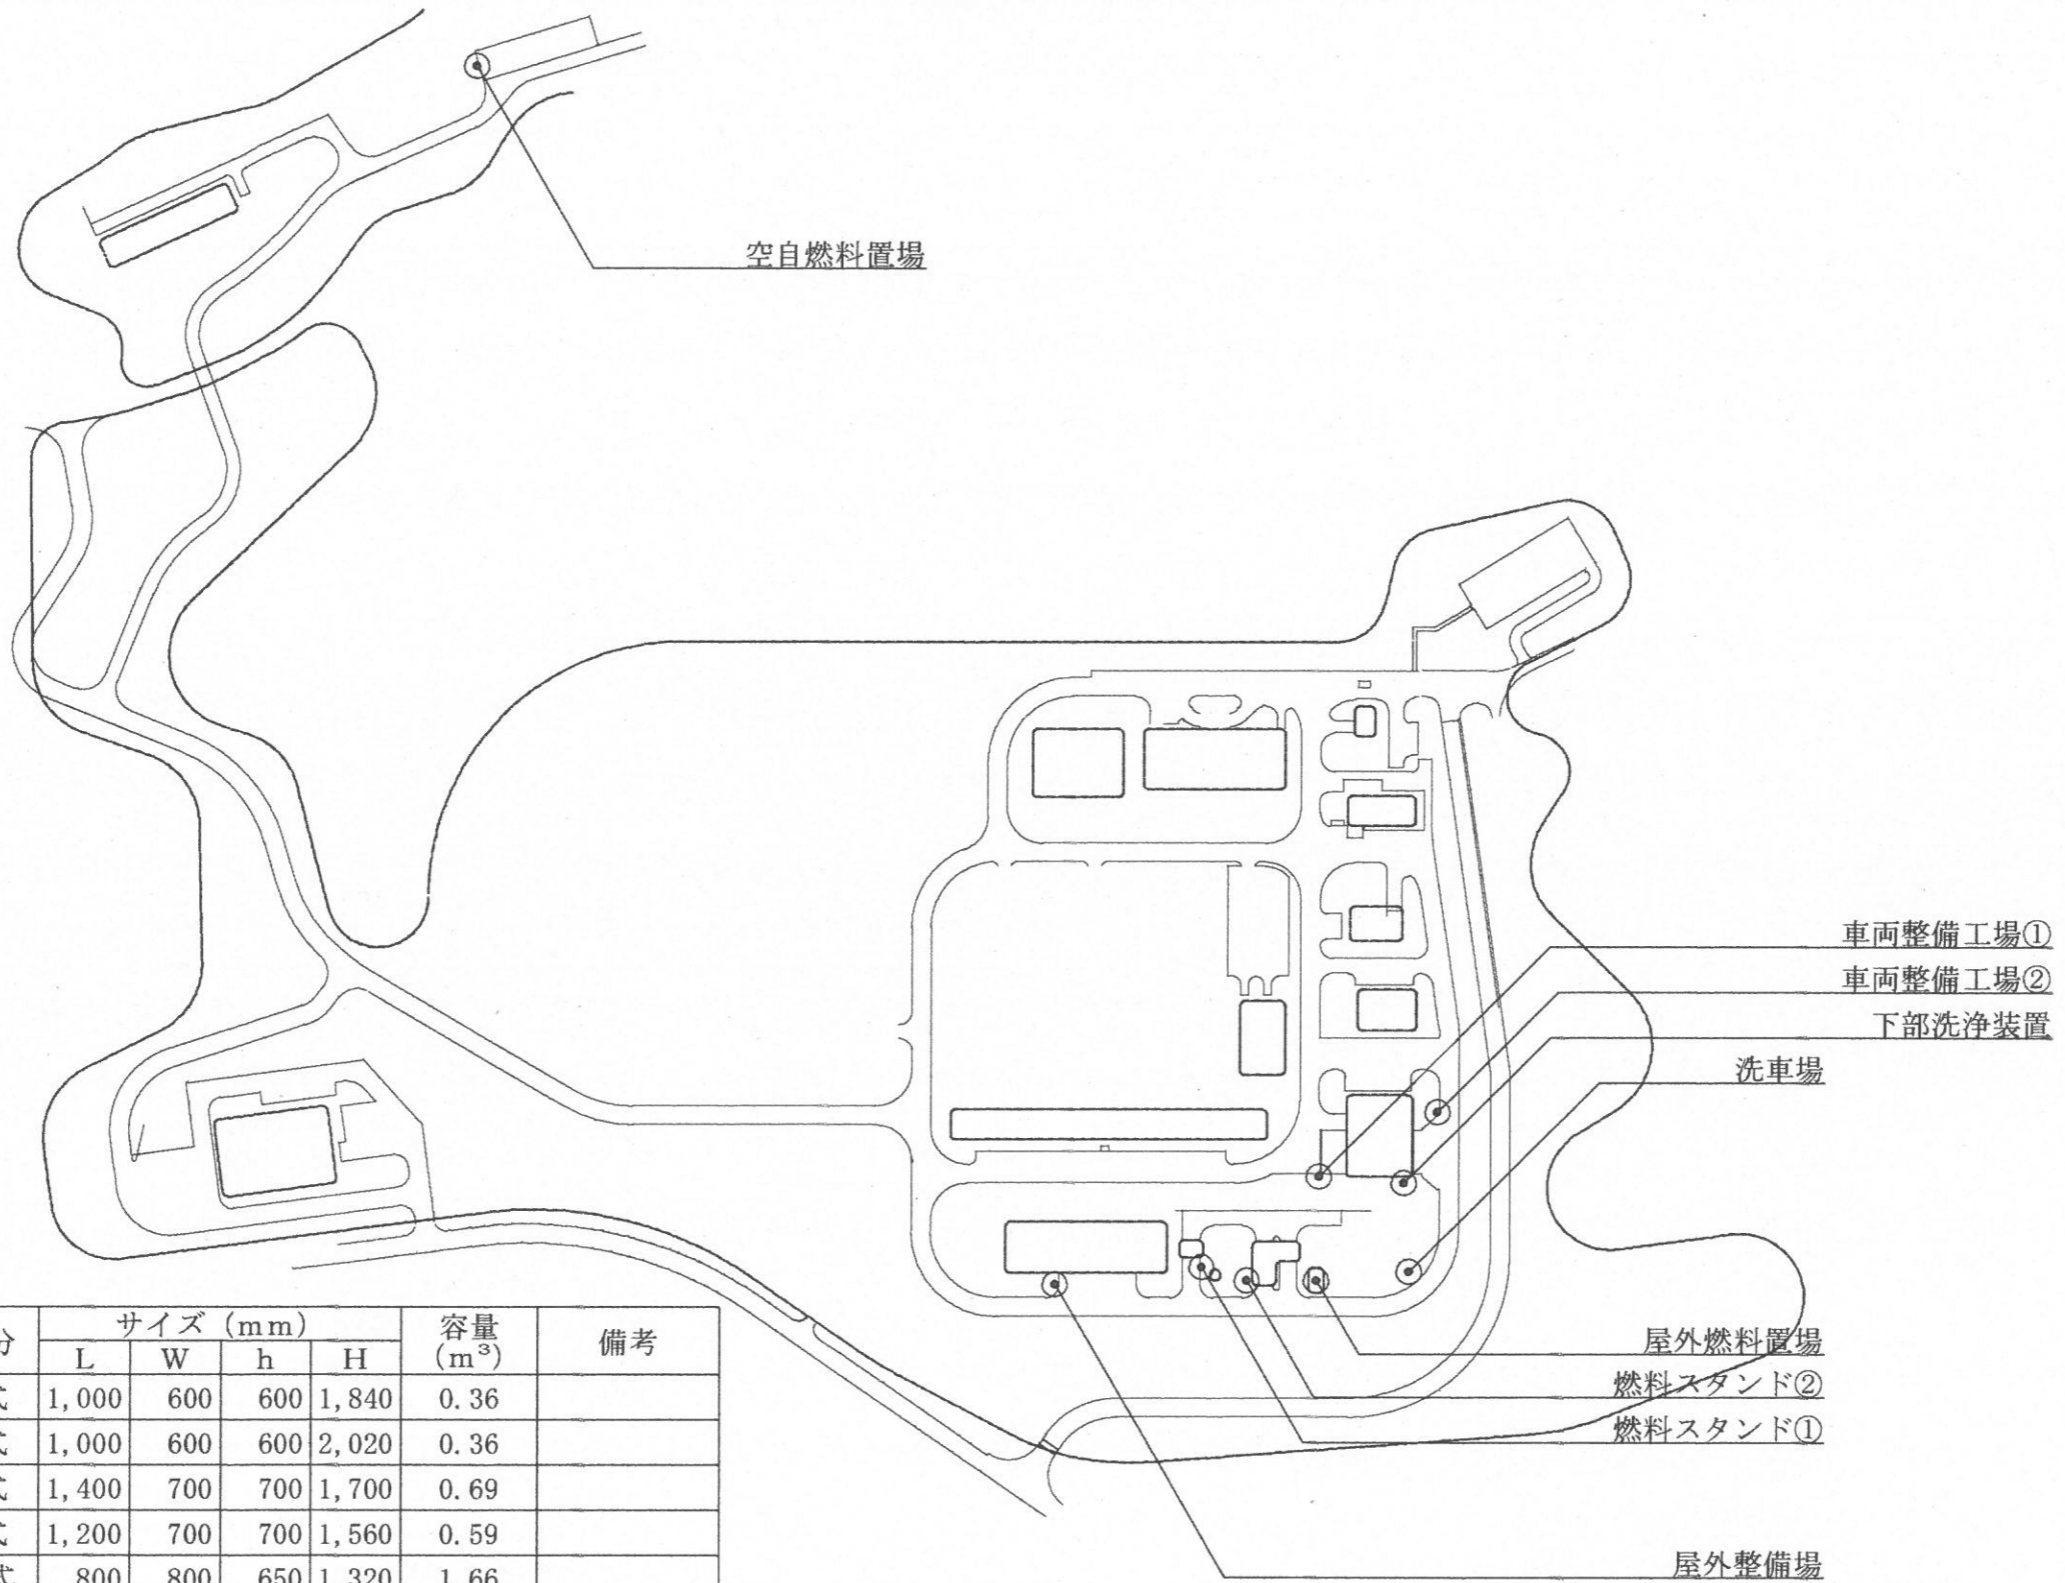 空自燃料置場
車両整備工場①
車両整備工場②
下部洗浄装置
洗車場
屋外燃料置場
燃料スタンド②
燃料スタンド①
屋外整備場
サイズ (mm) 容量 (m³) 備考
L W h H
1,000 600 600 1,840 0.36
1,000 600 600 2,020 0.36
1,400 700 700 1,700 0.69
1,200 700 700 1,560 0.59
800 800 650 1,320 1.66